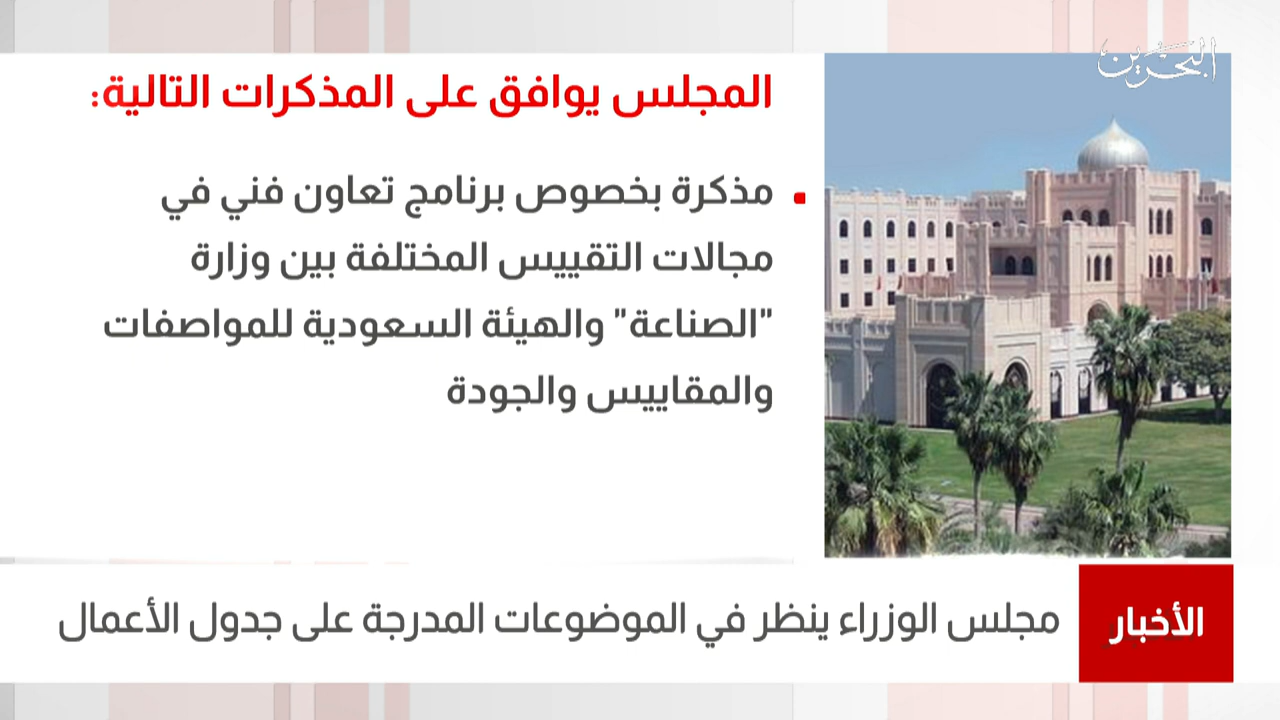 البحرين
المجلس يوافق على المذكرات التالية:
مذكرة بخصوص برنامج تعاون فني في
مجالات التقييس المختلفة بين وزارة
"الصناعة" والهيئة السعودية للمواصفات
والمقاييس والجودة
الأخبار
مجلس الوزراء ينظر في الموضوعات المدرجة على جدول الأعمال